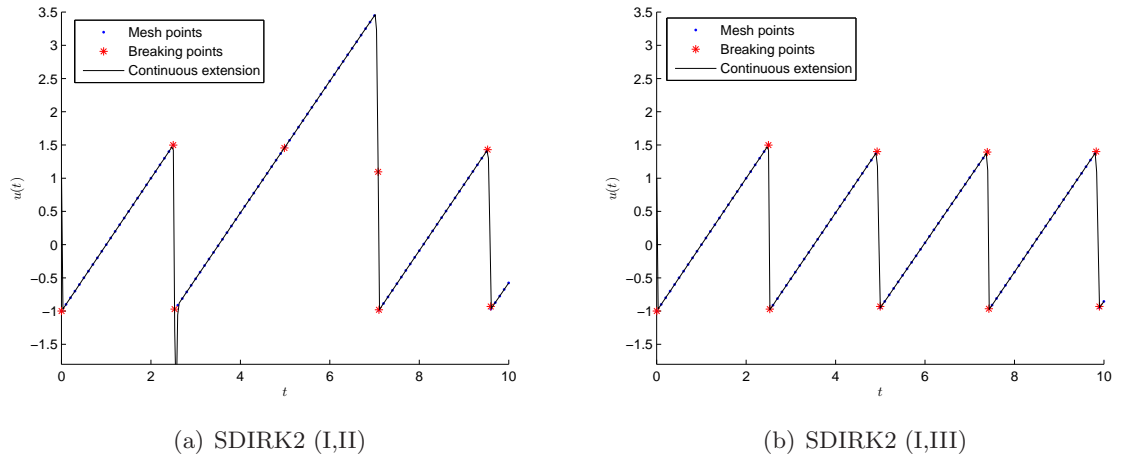 3.5
3
2.5
2
1.5
1
0.5
0
−0.5
−1
−1.5
u(t)
0 2 4 6 8 10
t
Mesh points
Breaking points
Continuous extension
(a) SDIRK2 (I,II)
3.5
3
2.5
2
1.5
1
0.5
0
−0.5
−1
−1.5
u(t)
0 2 4 6 8 10
t
Mesh points
Breaking points
Continuous extension
(b) SDIRK2 (I,III)